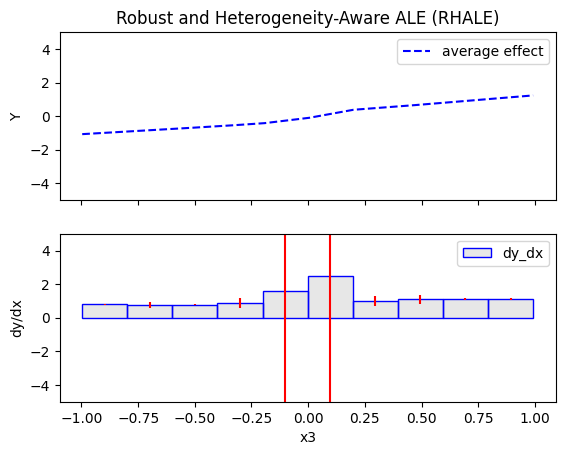 Robust and Heterogeneity-Aware ALE (RHALE)
average effect
4
2
0
−2
−4
Y
dy_dx
4
2
0
−2
−4
dy/dx
−1.00 −0.75 −0.50 −0.25 0.00 0.25 0.50 0.75 1.00
x3